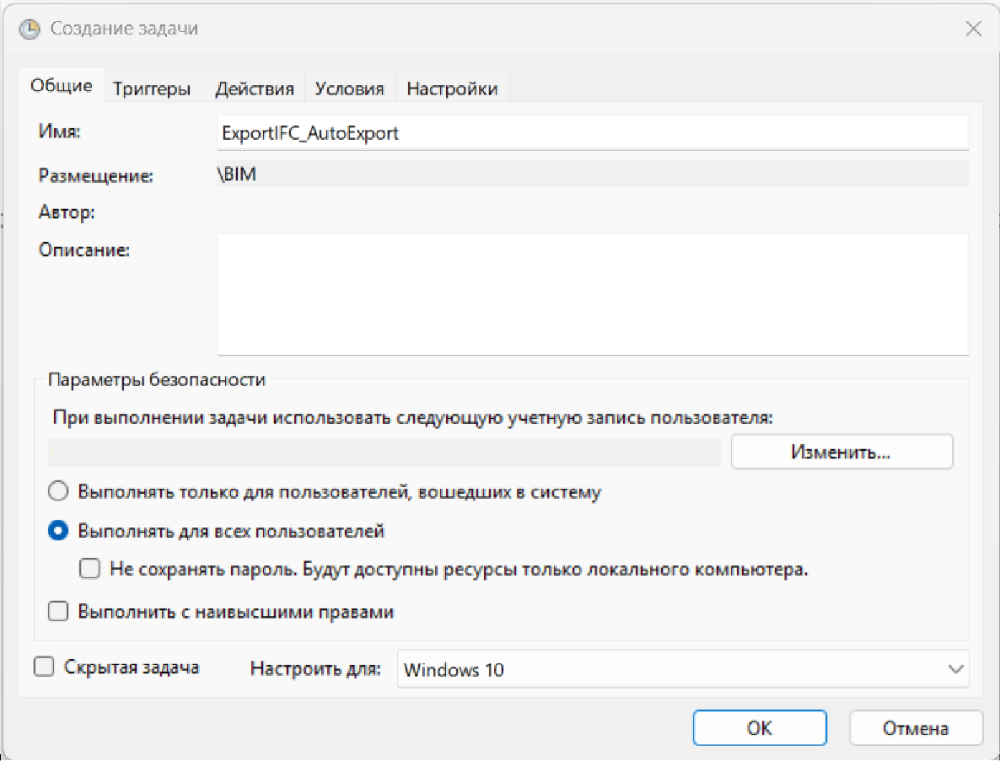 Создание задачи
Общие Триггеры Действия Условия Настройки
Имя: ExportIFC_AutoExport
Размещение: \BIM
Автор:
Описание:
Параметры безопасности
При выполнении задачи использовать следующую учетную запись пользователя:
Изменить...
Выполнять только для пользователей, вошедших в систему
Выполнять для всех пользователей
Не сохранять пароль. Будут доступны ресурсы только локального компьютера.
Выполнить с наивысшими правами
Скрытая задача Настроить для: Windows 10
ОК Отмена